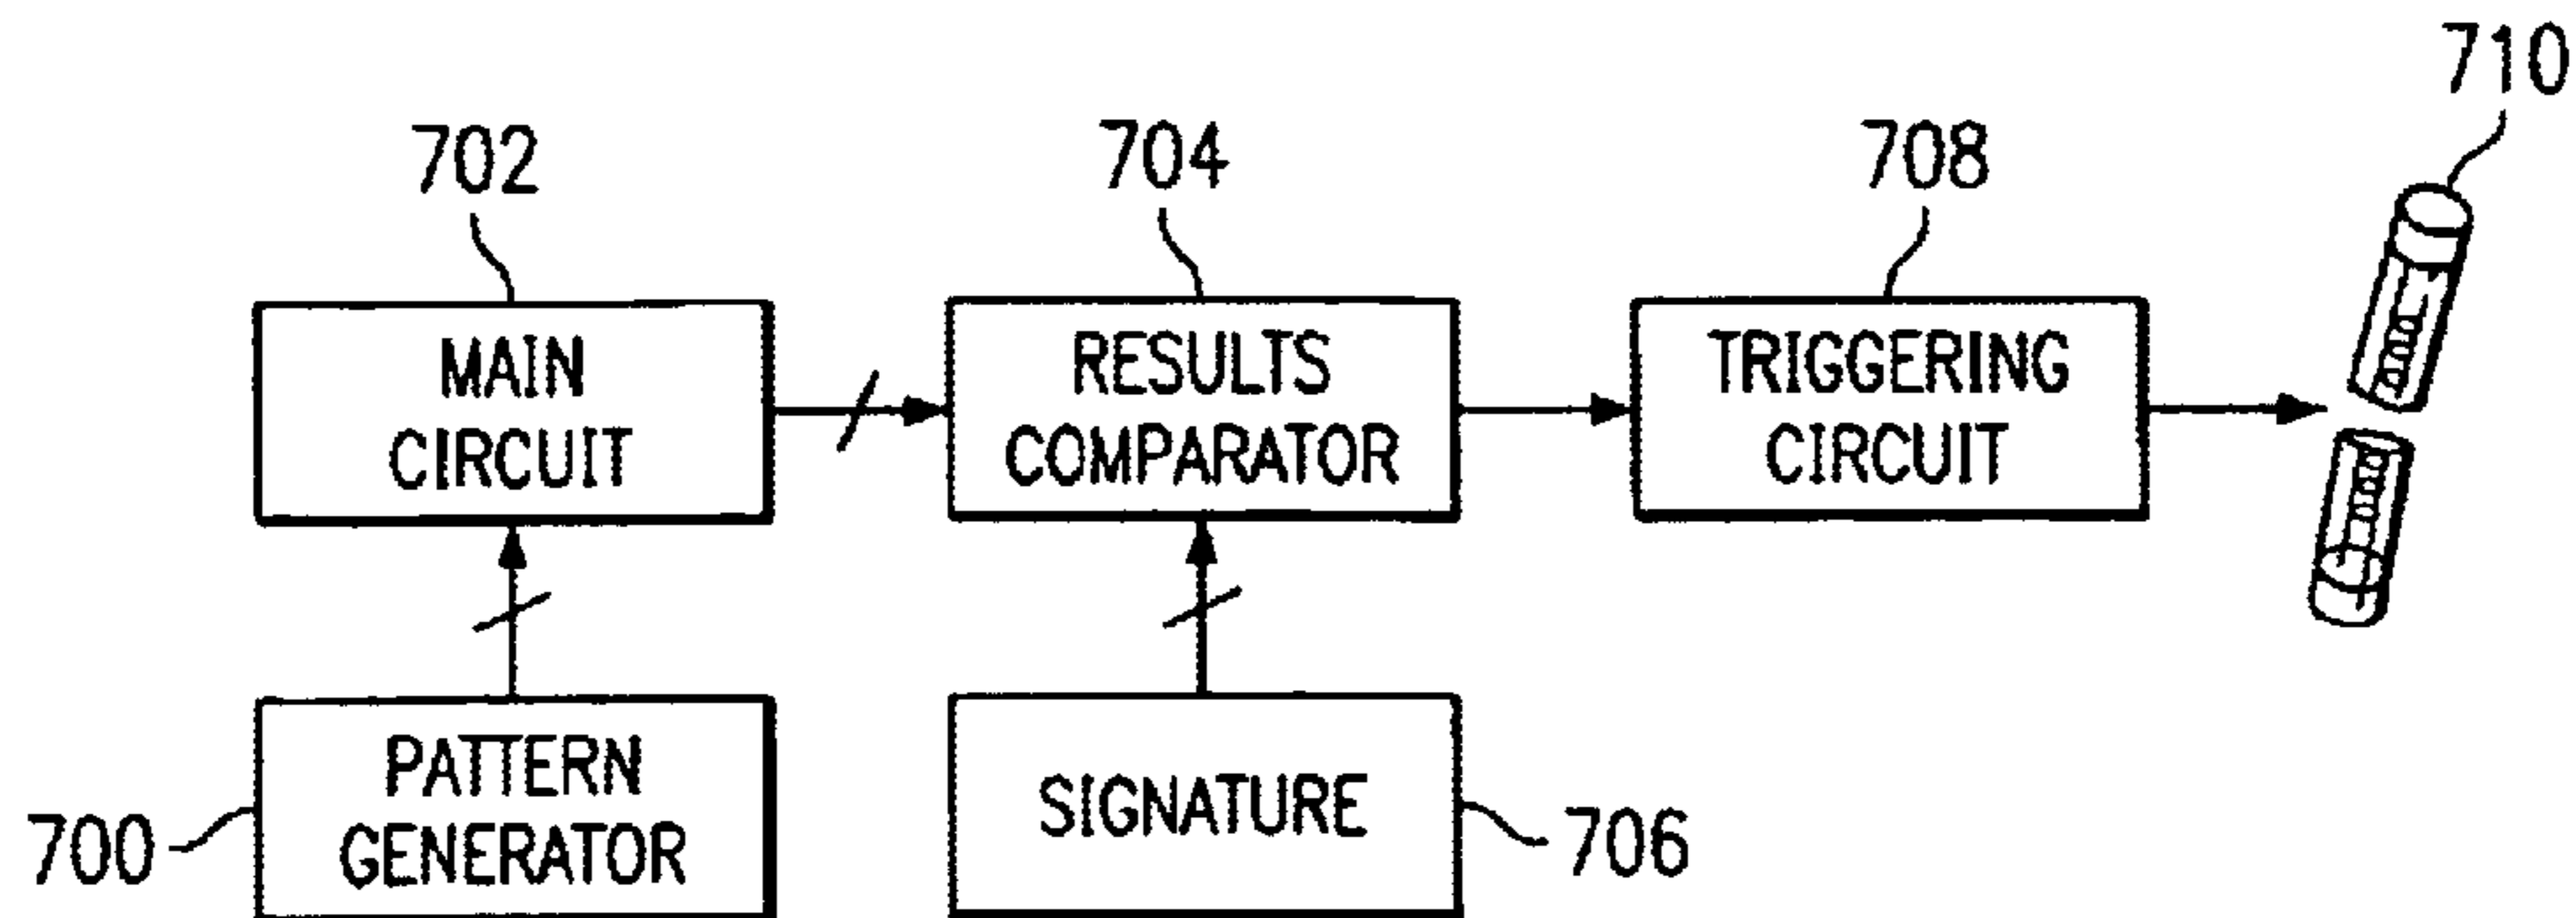 710
702
704
708
MAIN
CIRCUIT
RESULTS
COMPARATOR
TRIGGERING
CIRCUIT
PATTERN
GENERATOR
700
SIGNATURE
706